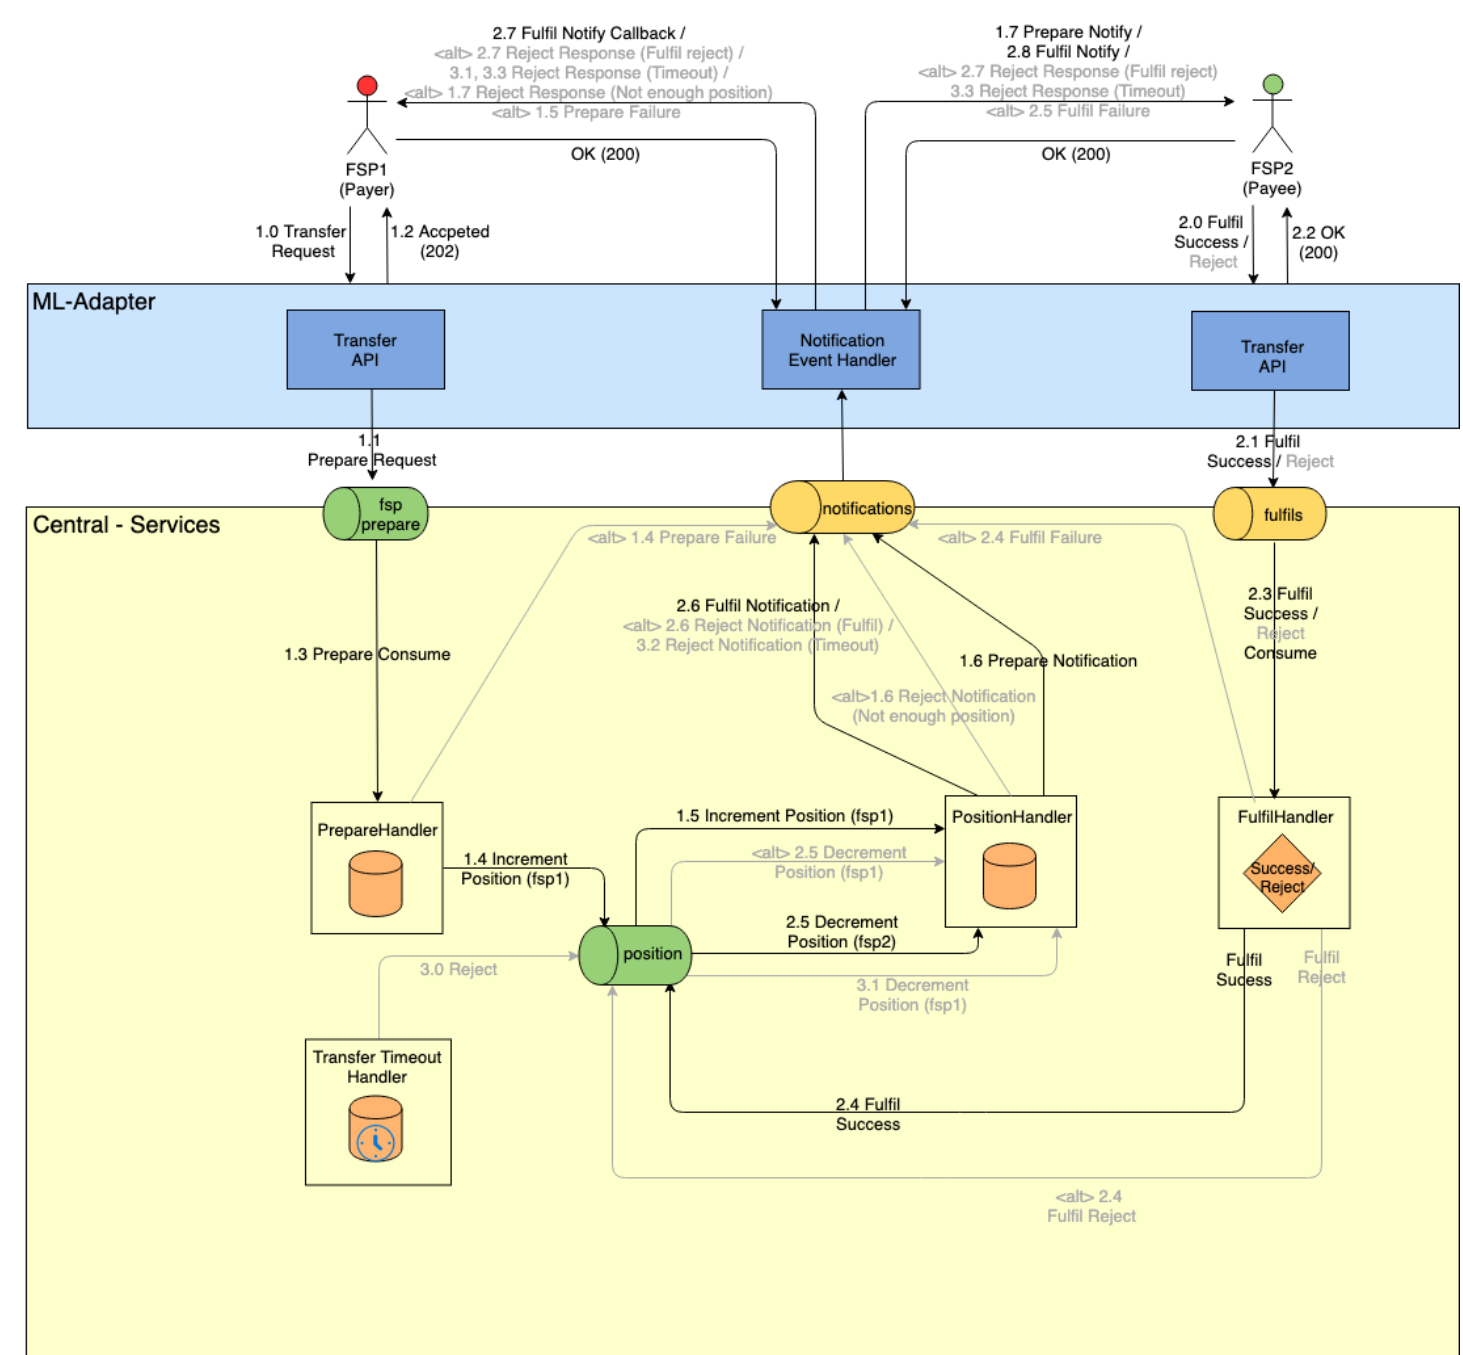 2.7 Fulfil Notify Callback /
<alt> 2.7 Reject Response (Fulfil reject) /
3.1, 3.3 Reject Response (Timeout) /
<alt> 1.7 Reject Response (Not enough position)
<alt> 1.5 Prepare Failure
1.7 Prepare Notify /
2.8 Fulfil Notify /
<alt> 2.7 Reject Response (Fulfil reject)
3.3 Reject Response (Timeout)
<alt> 2.5 Fulfil Failure
OK (200)
OK (200)
FSP1
(Payer)
FSP2
(Payee)
1.0 Transfer
Request
1.2 Accpeted
(202)
2.0 Fulfil
Success /
Reject
2.2 OK
(200)
ML-Adapter
Transfer
API
Notification
Event Handler
Transfer
API
1.1
Prepare Request
2.1 Fulfil
Success / Reject
Central - Services
fsp
prepare
notifications
fulfils
<alt> 1.4 Prepare Failure
<alt> 2.4 Fulfil Failure
2.6 Fulfil Notification /
<alt> 2.6 Reject Notification (Fulfil) /
3.2 Reject Notification (Timeout)
2.3 Fulfil
Success /
Reject
Consume
1.3 Prepare Consume
1.6 Prepare Notification
<alt>1.6 Reject Notification
(Not enough position)
PrepareHandler
1.4 Increment
Position (fsp1)
1.5 Increment Position (fsp1)
<alt> 2.5 Decrement
Position (fsp1)
PositionHandler
FulfilHandler
Success/
Reject
2.5 Decrement
Position (fsp2)
position
3.0 Reject
3.1 Decrement
Position (fsp1)
Fulfil
Sucess
Fulfil
Reject
Transfer Timeout
Handler
2.4 Fulfil
Success
<alt> 2.4
Fulfil Reject